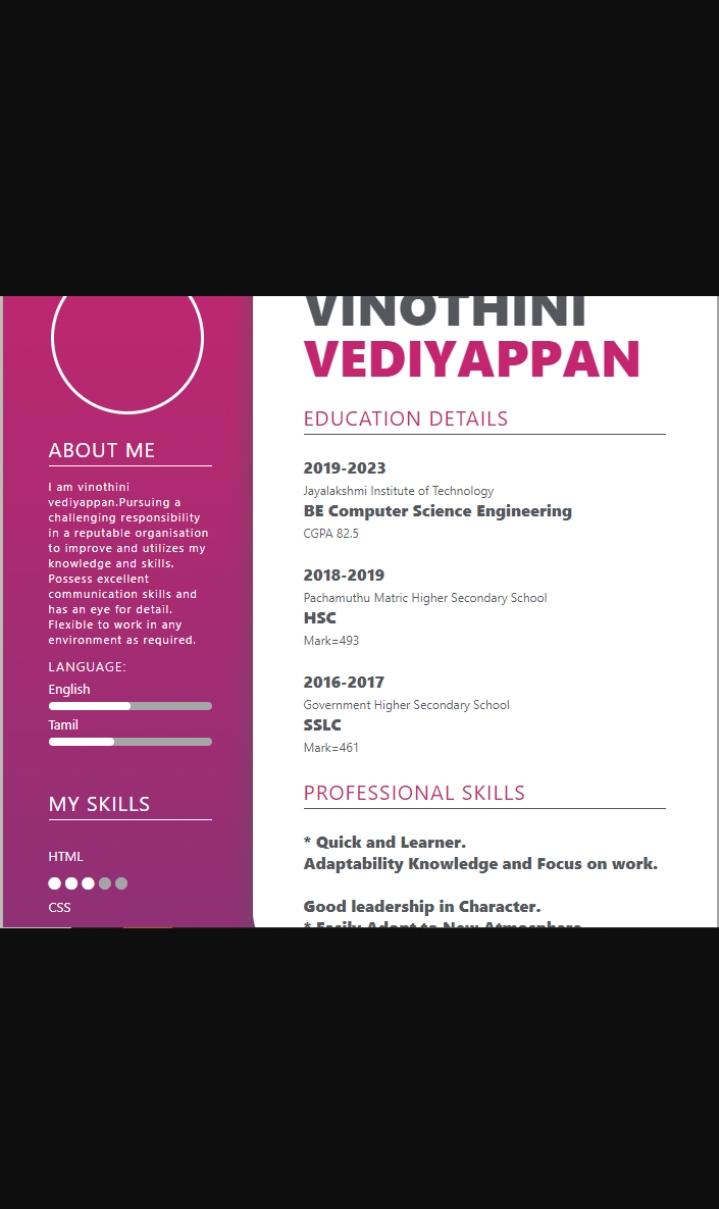 ABOUT ME
I am vinothini
vediyappan.Pursuing a
challenging responsibility
in a reputable organisation
to improve and utilizes my
knowledge and skills.
Possess excellent
communication skills and
has an eye for detail.
Flexible to work in any
environment as required.
LANGUAGE:
English
Tamil
MY SKILLS
HTML
CSS
VINOTHINI
VEDIYAPPAN
EDUCATION DETAILS
2019-2023
Jayalakshmi Institute of Technology
BE Computer Science Engineering
CGPA 82.5
2018-2019
Pachamuthu Matric Higher Secondary School
HSC
Mark=493
2016-2017
Government Higher Secondary School
SSLC
Mark=461
PROFESSIONAL SKILLS
* Quick and Learner.
Adaptability Knowledge and Focus on work.
Good leadership in Character.
* Easily Adapt to New Atmosphere